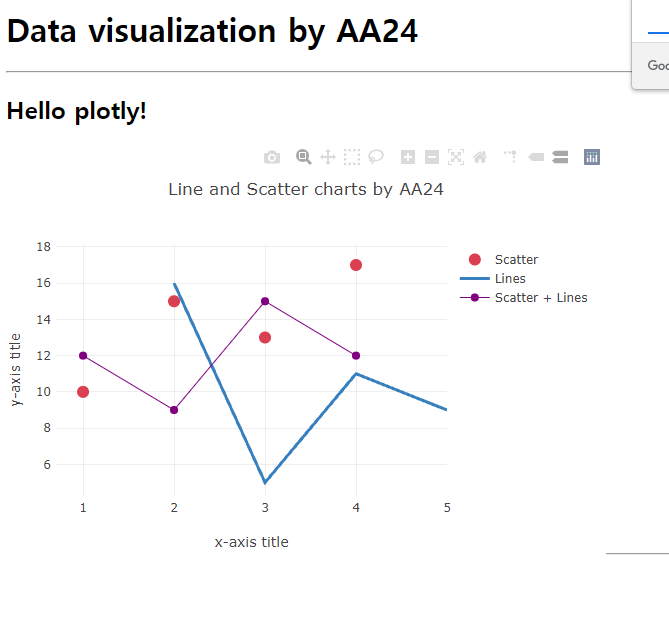 Data visualization by AA24
Hello plotly!
Line and Scatter charts by AA24
18
16
14
12
10
8
6
y-axis title
1 2 3 4 5
x-axis title
Scatter
Lines
Scatter + Lines